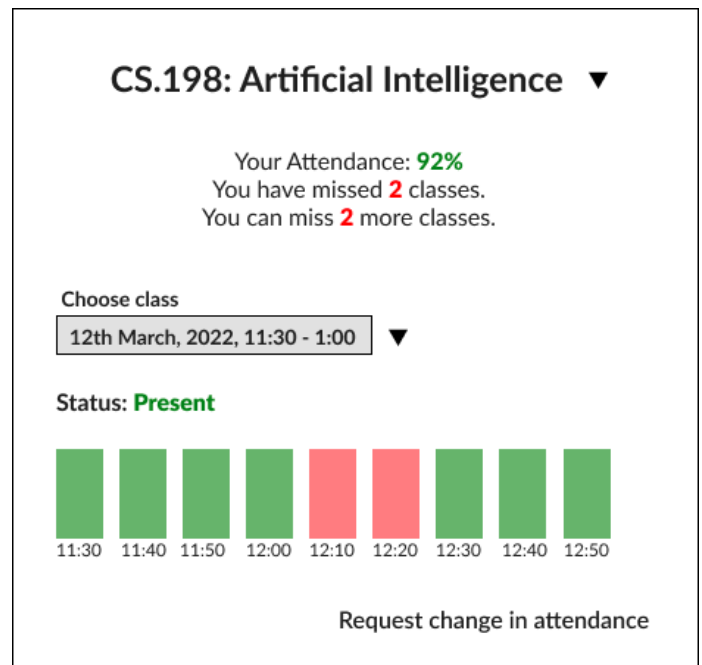 CS.198: Artificial Intelligence
Your Attendance: 92%
You have missed 2 classes.
You can miss 2 more classes.
Choose class
12th March, 2022, 11:30 - 1:00
Status: Present
11:30 11:40 11:50 12:00 12:10 12:20 12:30 12:40 12:50
Request change in attendance